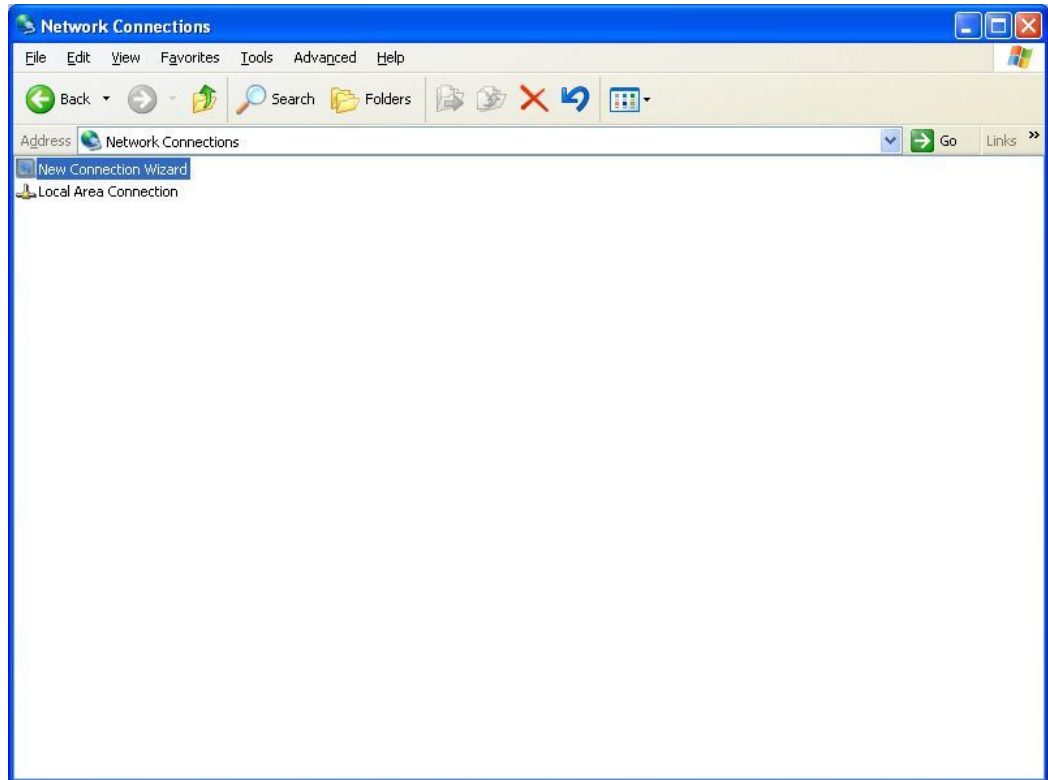 Network Connections
File Edit View Favorites Tools Advanced Help
Back Search Folders
Address Network Connections Go Links »
New Connection Wizard
Local Area Connection